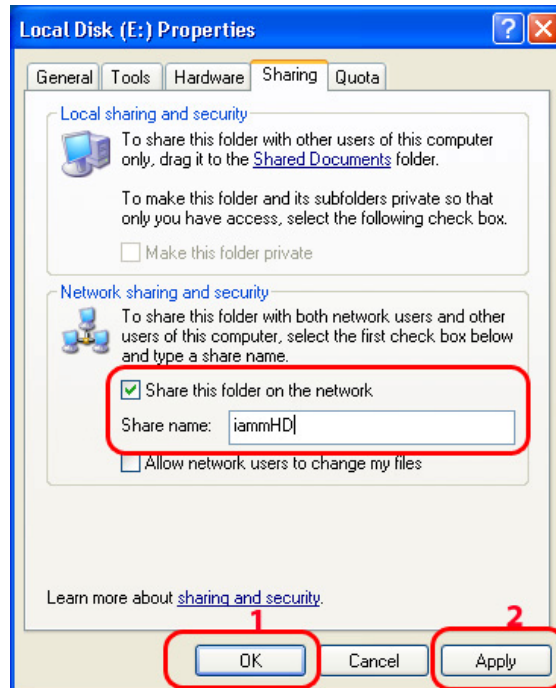 Local Disk (E:) Properties
General Tools Hardware Sharing Quota
Local sharing and security
To share this folder with other users of this computer
only, drag it to the Shared Documents folder.
To make this folder and its subfolders private so that
only you have access, select the following check box.
Make this folder private
Network sharing and security
To share this folder with both network users and other
users of this computer, select the first check box below
and type a share name.
Share this folder on the network
Share name: iammHD
Allow network users to change my files
Learn more about sharing and security.
1 2
OK Cancel Apply